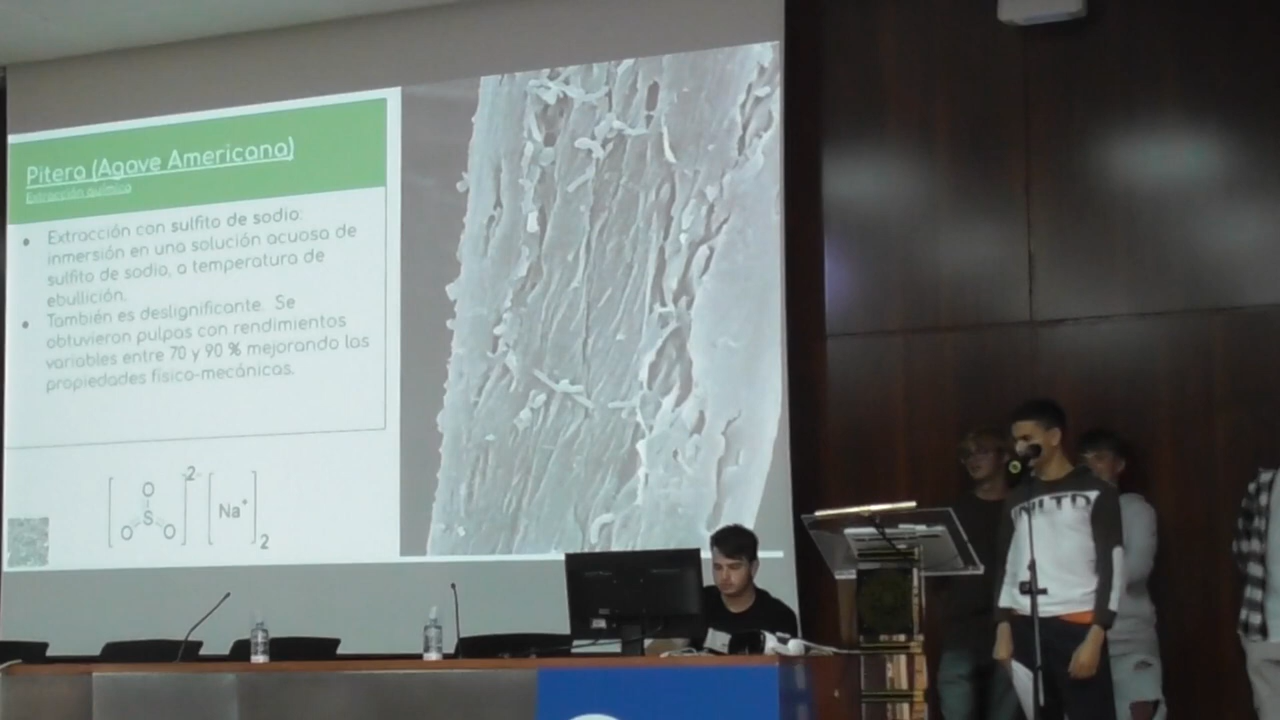 Pitera (Agave Americana)
Extracción química
• Extracción con sulfito de sodio:
inmersión en una solución acuosa de
sulfito de sodio, a temperatura de
ebullición.
• También es deslignificante. Se
obtuvieron pulpas con rendimientos
variables entre 70 y 90 % mejorando las
propiedades físico-mecánicas.
2-
O
S
O O
Na+
2